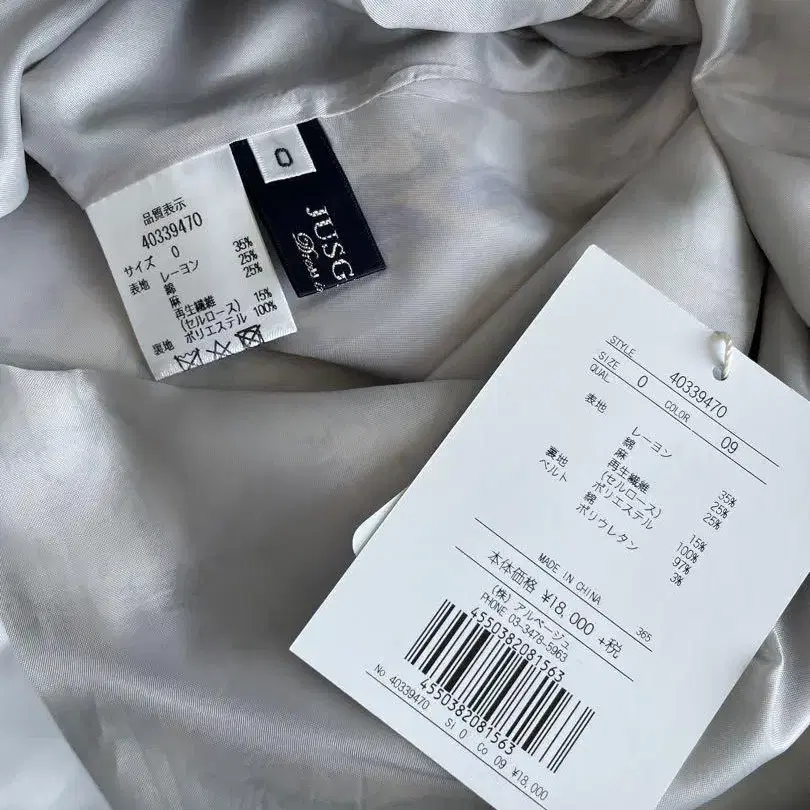 0
JUSG
Dress
品質表示
40339470
サイズ 0
表地 レーヨン 35%
綿 25%
麻 25%
再生繊維
(セルロース) 15%
裏地 ポリエステル 100%
STYLE 40339470
SIZE 0 COLOR 09
QUAL
表地
レーヨン 35%
綿 25%
麻 25%
再生繊維
(セルロース) 15%
裏地 ポリエステル 100%
ベルト 綿 97%
ポリウレタン 3%
MADE IN CHINA
365
本体価格 ¥18,000 +税
(株) アルページュ
PHONE 03-3478-5963
4550382081563
4550382081563
No 40339470 Si 0 Co 09 ¥18,000